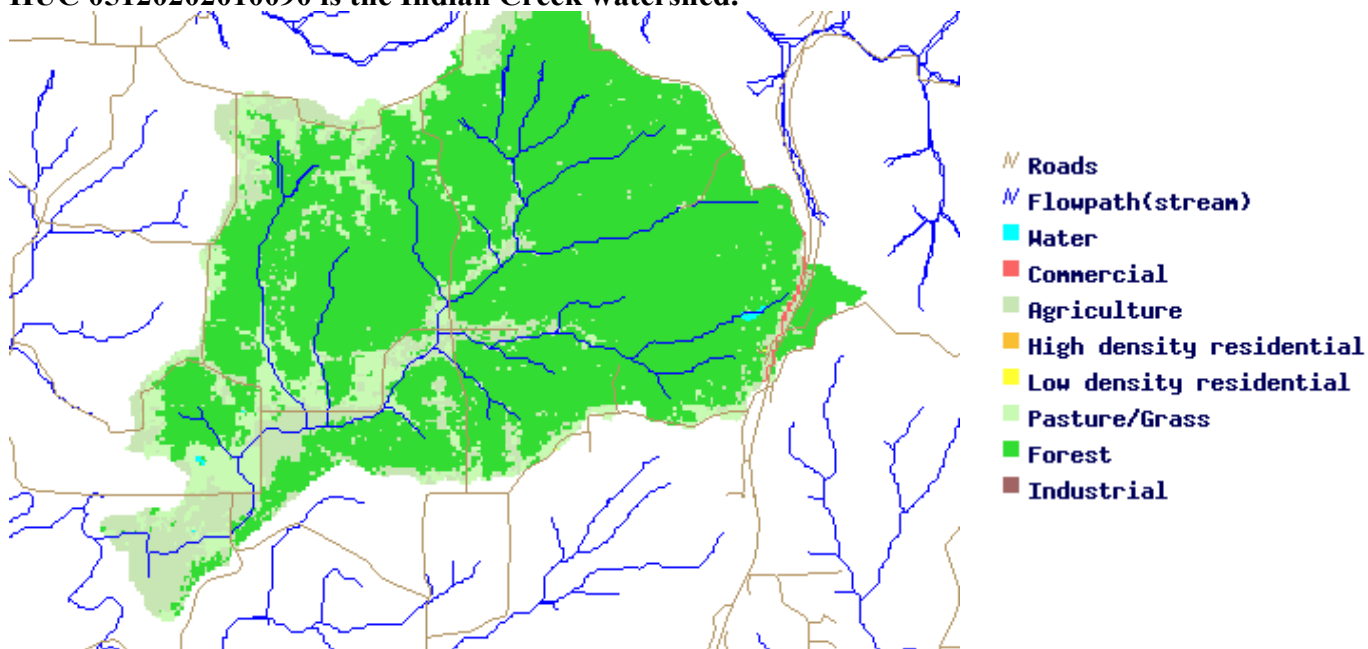 HUC 05120202010090 is the Indian Creek watershed.
Roads
Flowpath(stream)
Water
Commercial
Agriculture
High density residential
Low density residential
Pasture/Grass
Forest
Industrial